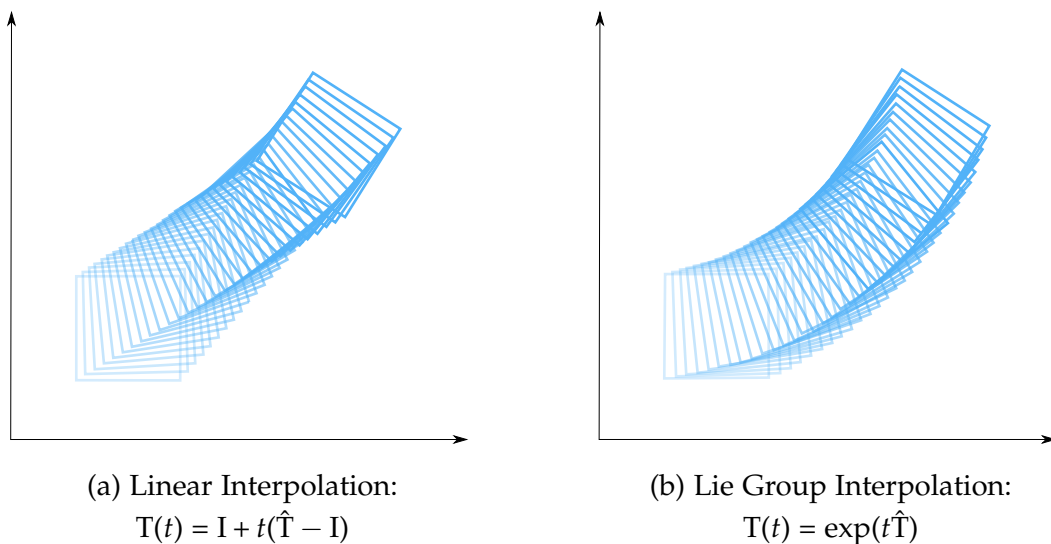 (a) Linear Interpolation:
T(t) = I + t(T̂ − I)
(b) Lie Group Interpolation:
T(t) = exp(tT̂)